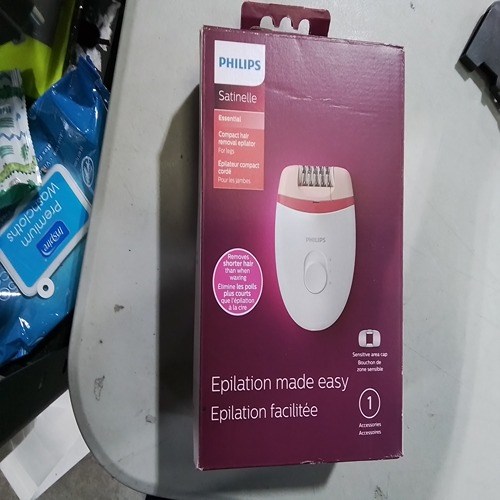 PHILIPS
Satinelle
Essential
Compact hair
removal epilator
For legs
Épilateur compact
cordé
Pour les jambes
PHILIPS
Removes
shorter hair
than when
waxing
Élimine les poils
plus courts
que l'épilation
à la cire
Sensitive area cap
Bouchon de
zone sensible
Epilation made easy
Epilation facilitée
1
Accessories
Accessoires
Premium
Washcloths
inspire